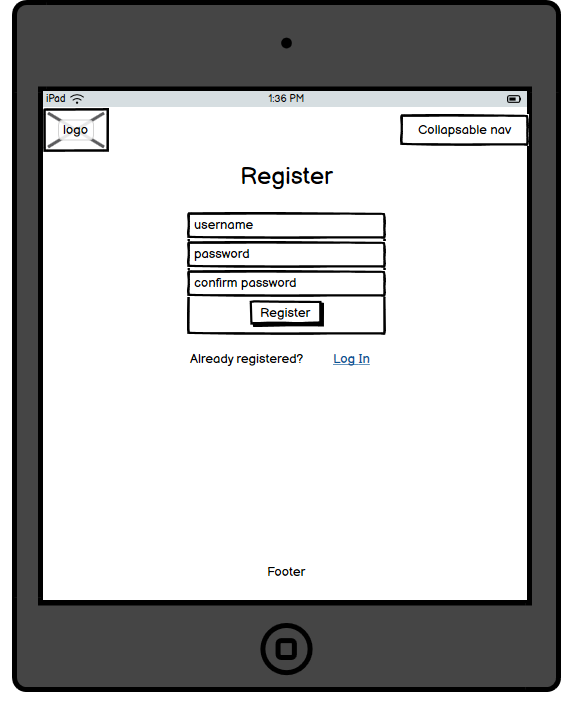 iPad 1:36 PM
logo Collapsable nav
Register
username
password
confirm password
Register
Already registered? Log In
Footer